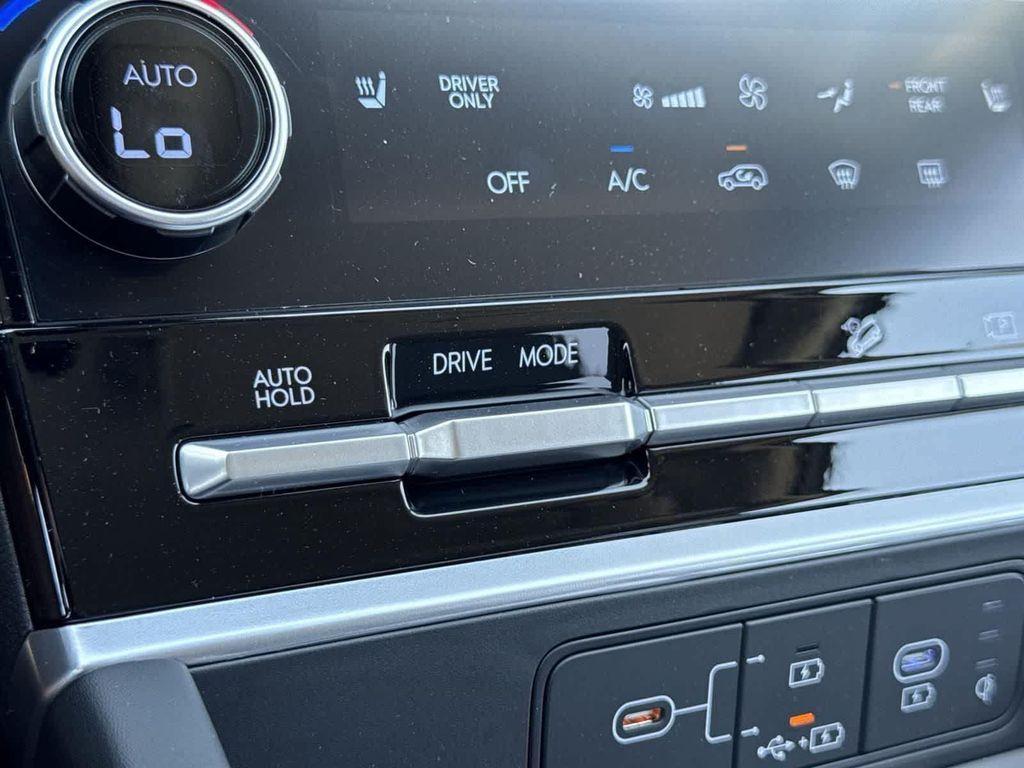 AUTO
Lo
DRIVER
ONLY
FRONT
REAR
OFF
A/C
AUTO
HOLD
DRIVE MODE